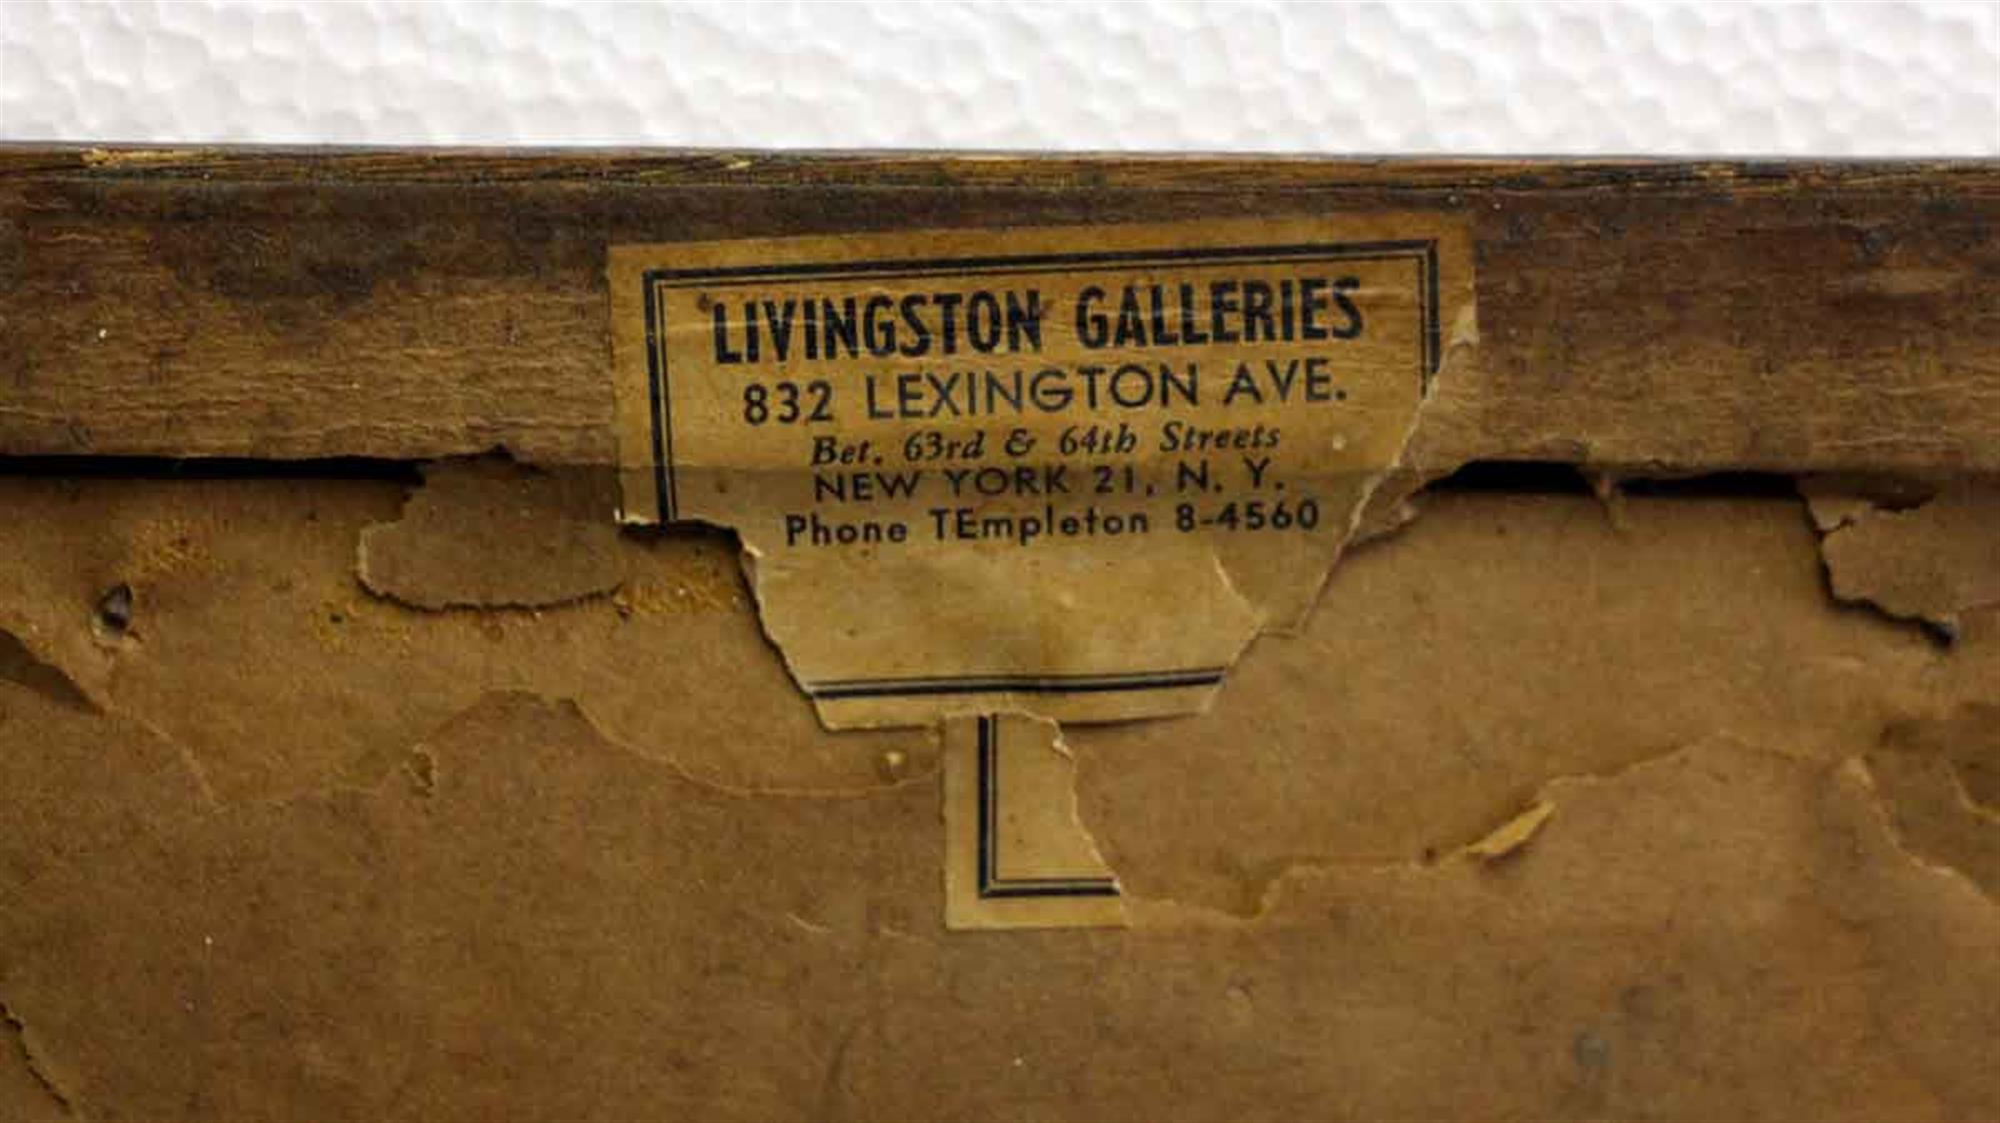 LIVINGSTON GALLERIES
832 LEXINGTON AVE.
Bet. 63rd & 64th Streets
NEW YORK 21, N. Y.
Phone TEmpleton 8-4560